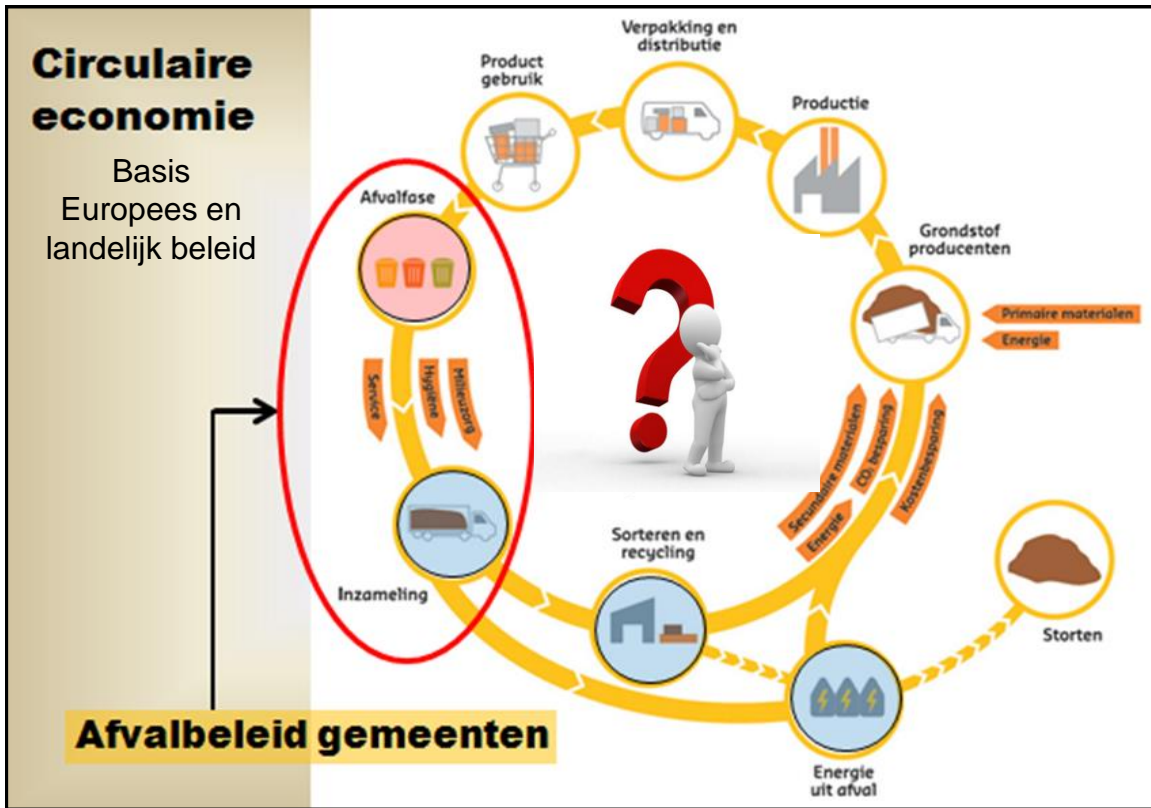 Circulaire
economie
Basis
Europees en
landelijk beleid
Verpakking en
distributie
Product
gebruik
Productie
Afvalfase
Grondstof
producenten
Primaire materialen
Energie
Service
Hygiëne
Milieuzorg
Secundaire materialen
Energie
CO₂ besparing
Kostenbesparing
Sorteren en
recycling
Inzameling
Storten
Energie
uit afval
Afvalbeleid gemeenten